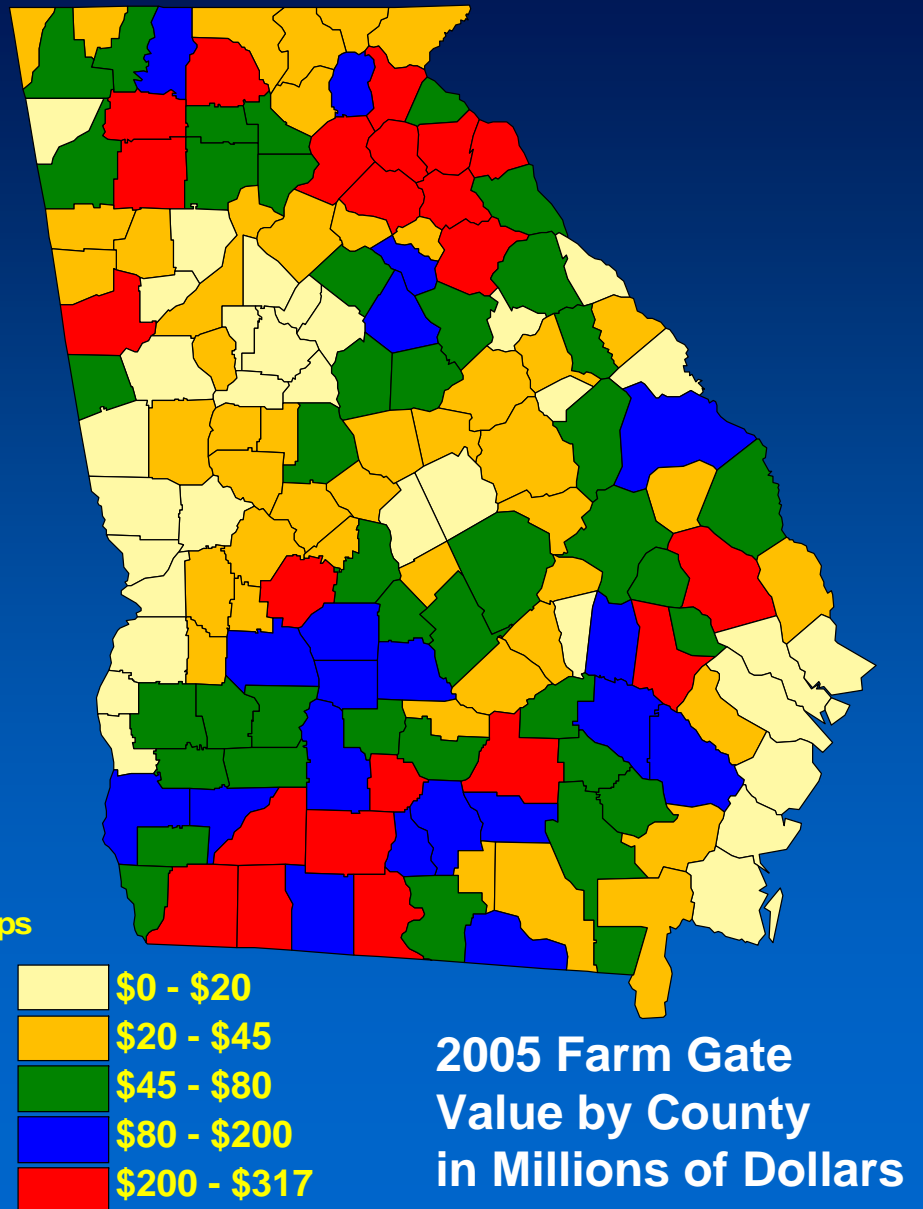 ps
$0 - $20
$20 - $45
$45 - $80
$80 - $200
$200 - $317
2005 Farm Gate
Value by County
in Millions of Dollars